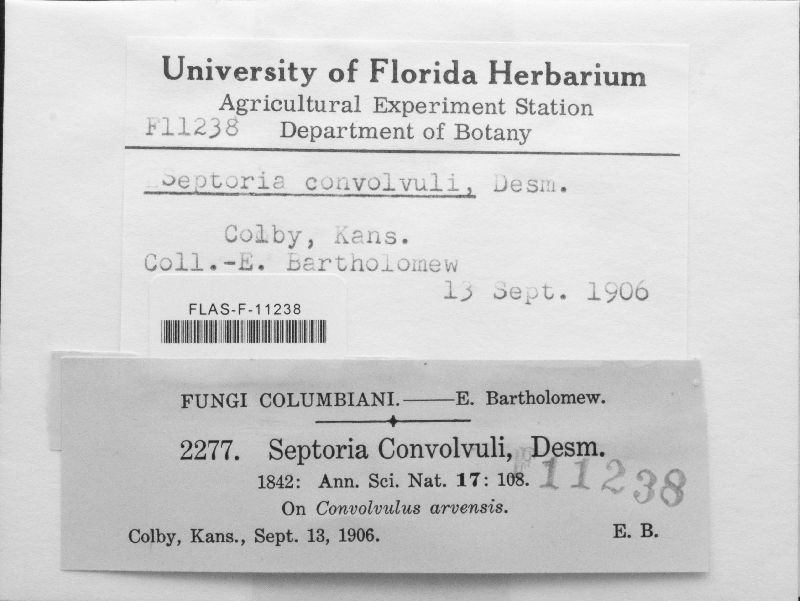 University of Florida Herbarium
Agricultural Experiment Station
F11238 Department of Botany
Septoria convolvuli, Desm.
Colby, Kans.
Coll.-E. Bartholomew
13 Sept. 1906
FLAS-F-11238
FUNGI COLUMBIANI.——E. Bartholomew.
2277. Septoria Convolvuli, Desm.
1842: Ann. Sci. Nat. 17: 108.
F11238
On Convolvulus arvensis.
Colby, Kans., Sept. 13, 1906. E. B.